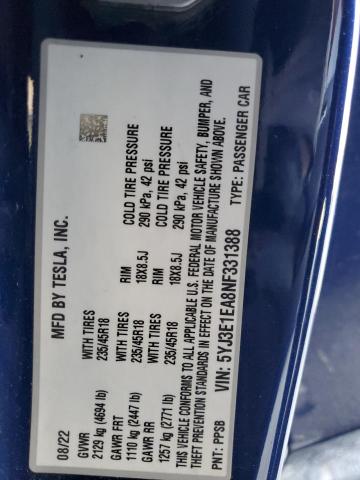 MFD BY TESLA, INC.
08/22
GVWR
2129 kg (4694 lb)
GAWR FRT WITH TIRES RIM COLD TIRE PRESSURE
1110 kg (2447 lb) 235/45R18 18X8.5J 290 kPa, 42 psi
GAWR RR WITH TIRES RIM COLD TIRE PRESSURE
1257 kg (2771 lb) 235/45R18 18X8.5J 290 kPa, 42 psi
THIS VEHICLE CONFORMS TO ALL APPLICABLE U.S. FEDERAL MOTOR VEHICLE SAFETY, BUMPER, AND
THEFT PREVENTION STANDARDS IN EFFECT ON THE DATE OF MANUFACTURE SHOWN ABOVE.
PNT: PPSB VIN: 5YJ3E1EA8NF331388 TYPE: PASSENGER CAR